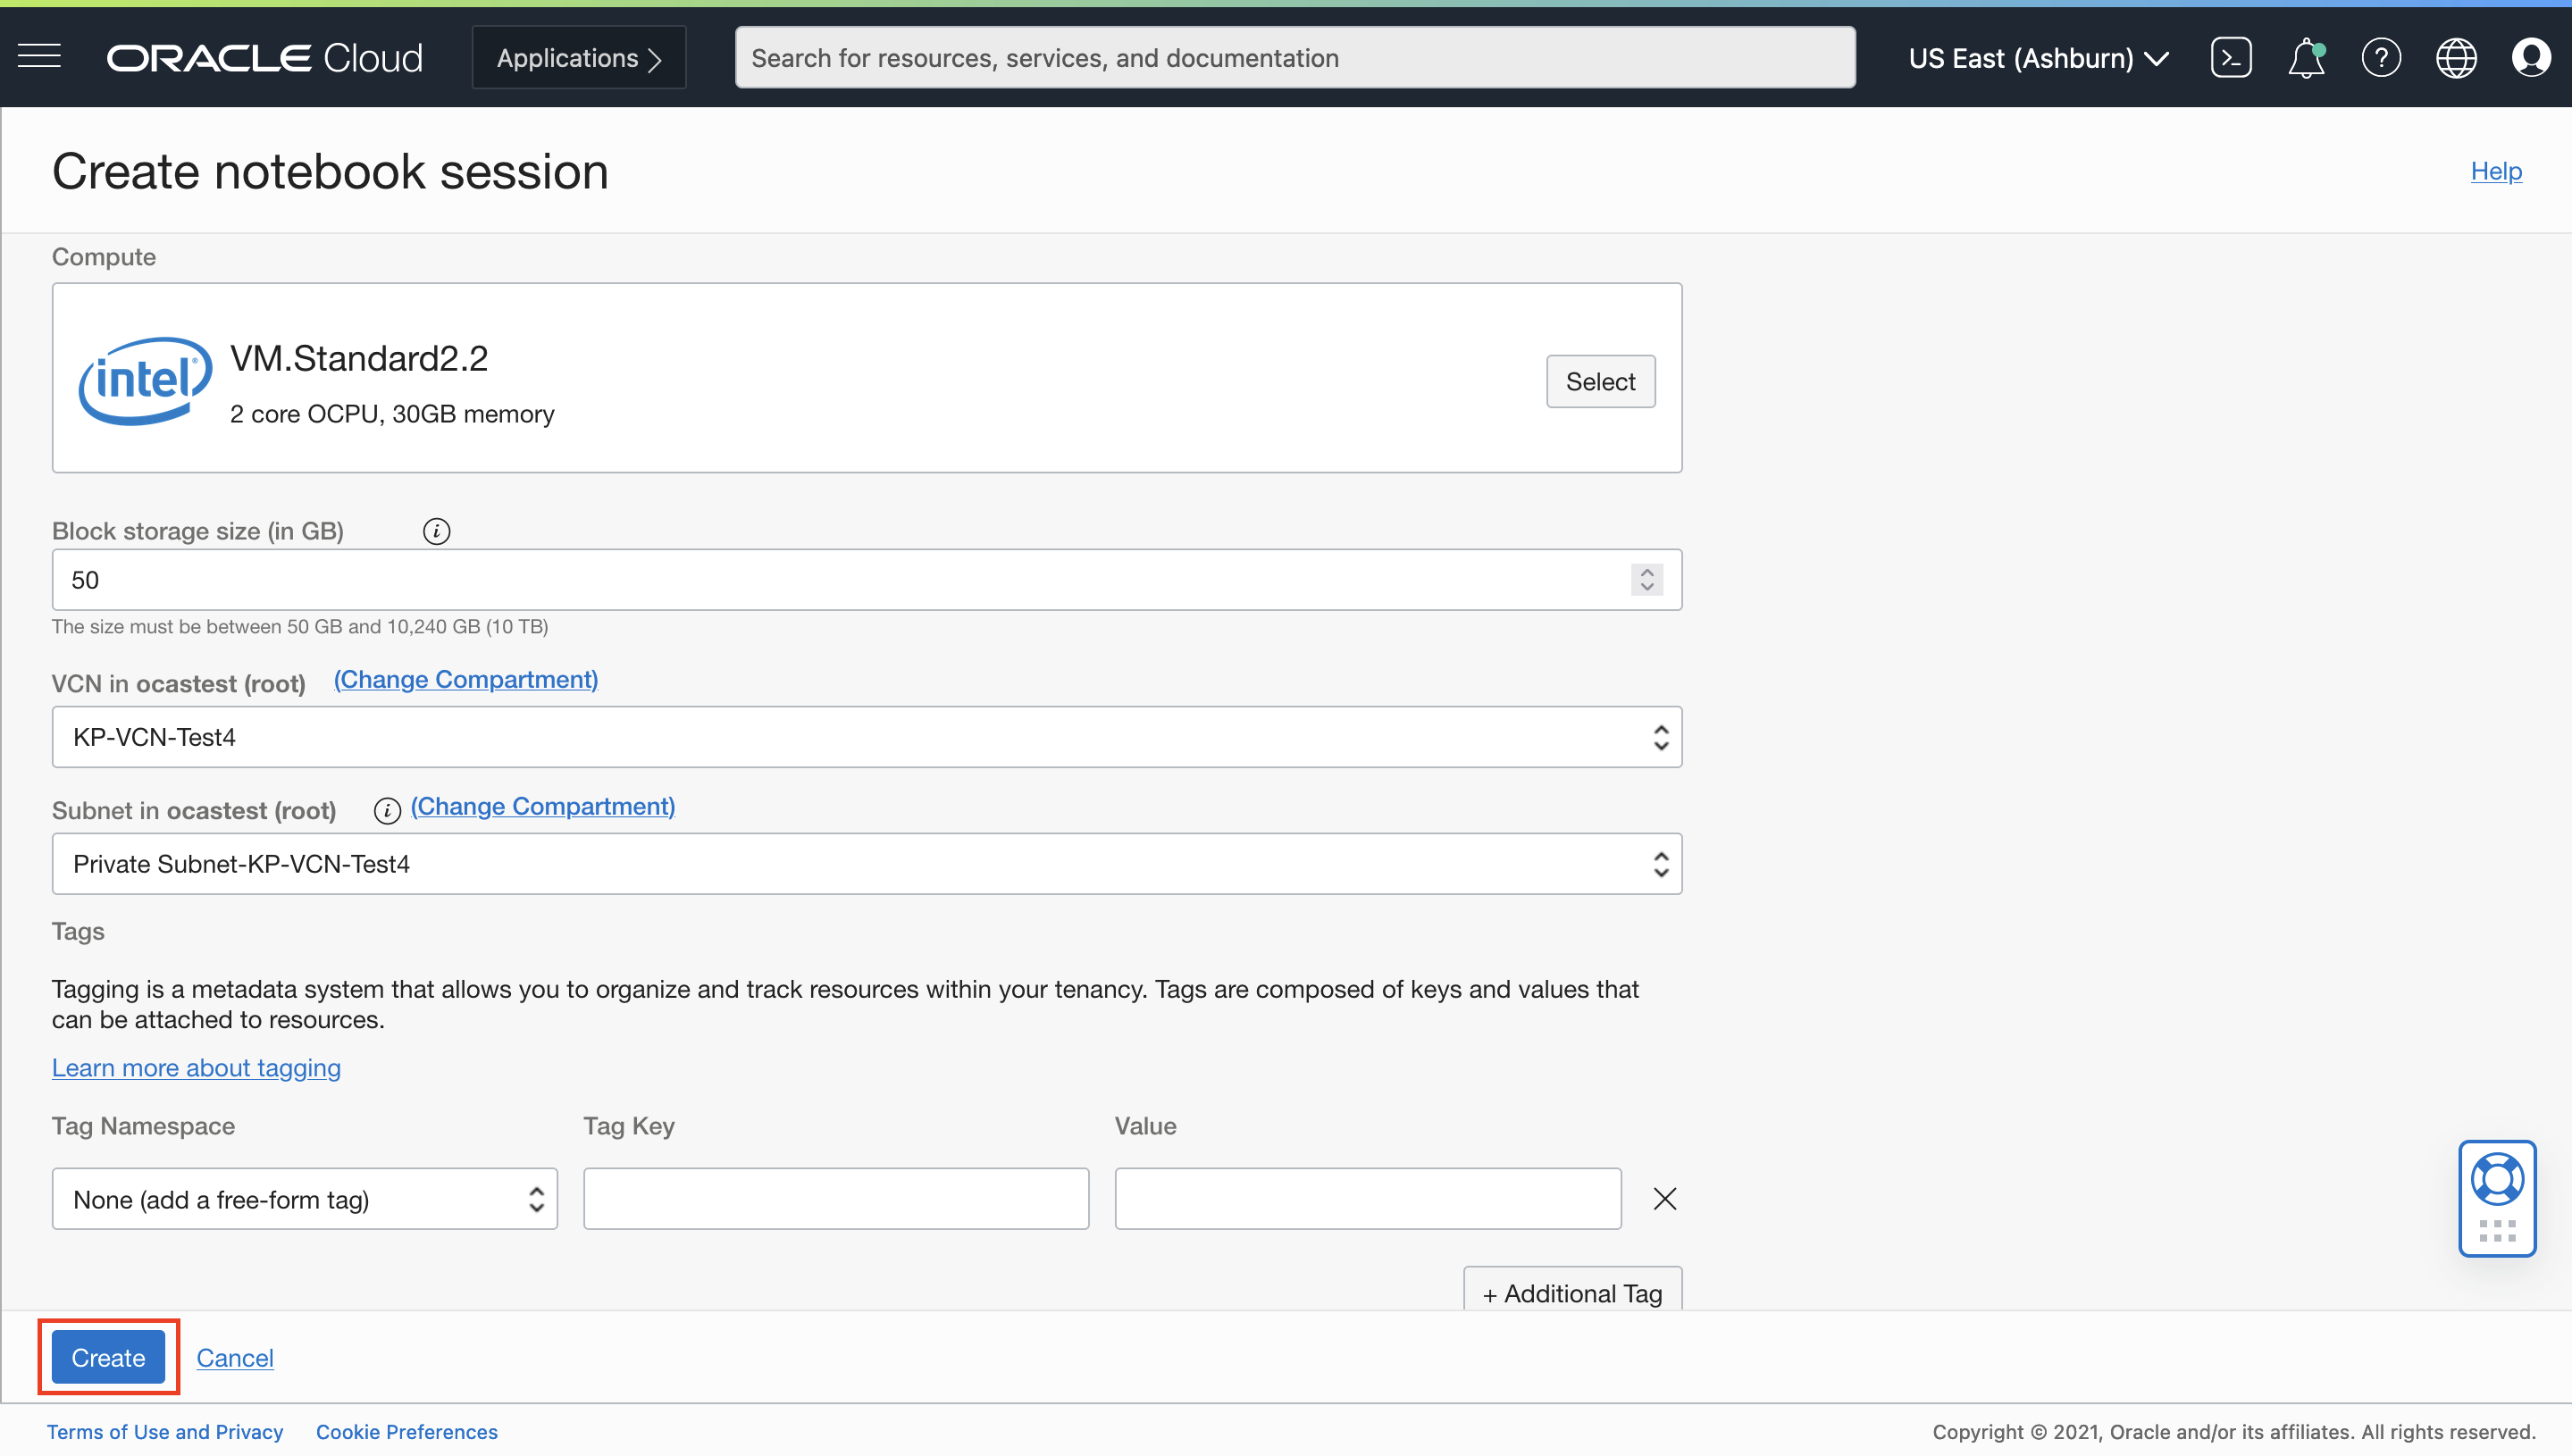 ORACLE Cloud
Applications
Search for resources, services, and documentation
US East (Ashburn)
Create notebook session
Help
Compute
intel®
VM.Standard2.2
2 core OCPU, 30GB memory
Select
Block storage size (in GB)
50
The size must be between 50 GB and 10,240 GB (10 TB)
VCN in ocastest (root) (Change Compartment)
KP-VCN-Test4
Subnet in ocastest (root) (Change Compartment)
Private Subnet-KP-VCN-Test4
Tags
Tagging is a metadata system that allows you to organize and track resources within your tenancy. Tags are composed of keys and values that
can be attached to resources.
Learn more about tagging
Tag Namespace Tag Key Value
None (add a free-form tag)
+ Additional Tag
Create Cancel
Terms of Use and Privacy Cookie Preferences
Copyright © 2021, Oracle and/or its affiliates. All rights reserved.